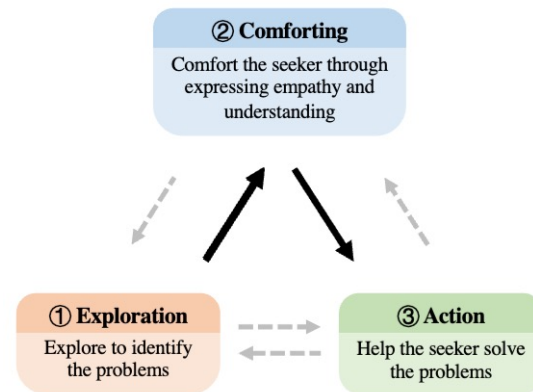 ② Comforting
Comfort the seeker through
expressing empathy and
understanding
① Exploration
Explore to identify
the problems
③ Action
Help the seeker solve
the problems